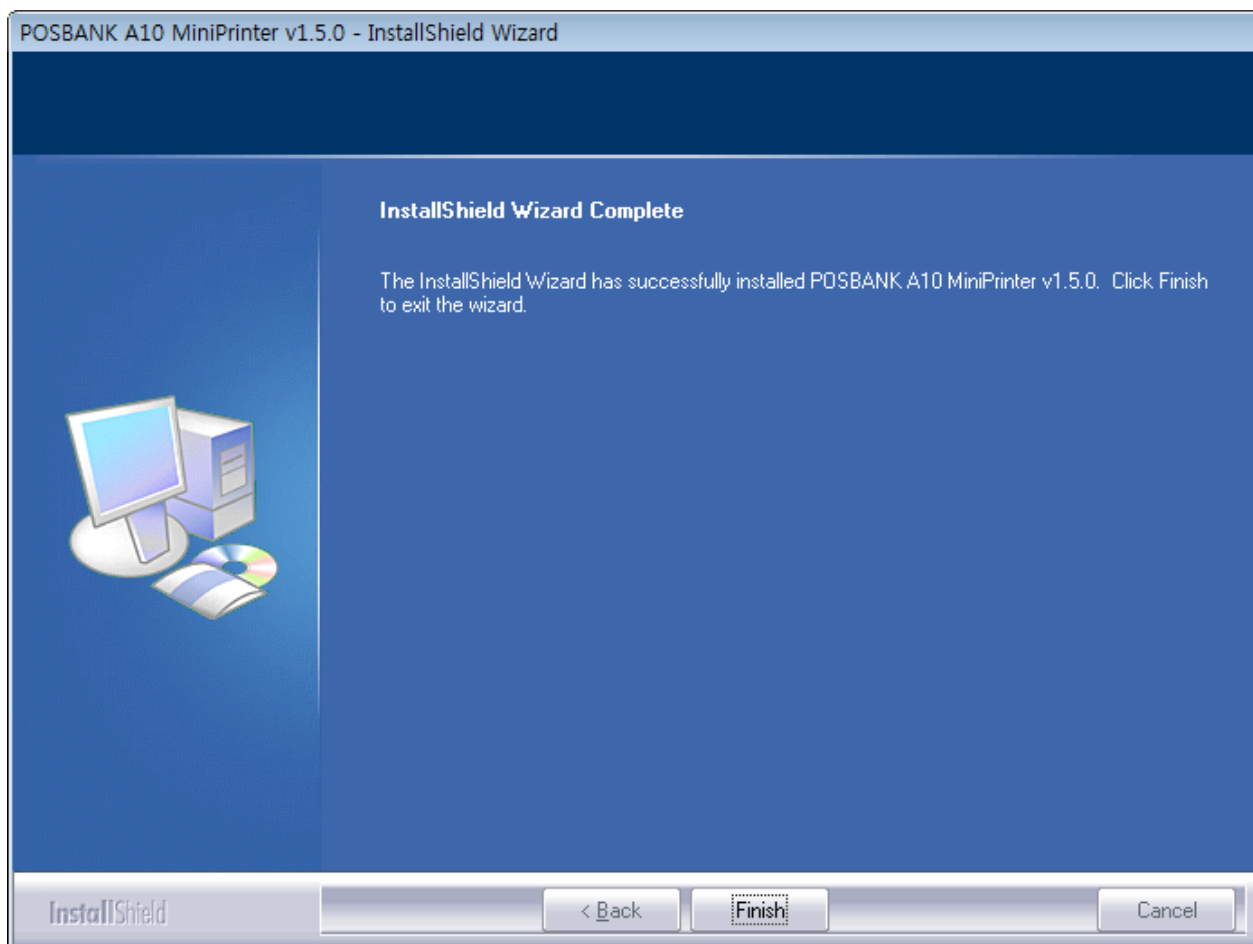 POSBANK A10 MiniPrinter v1.5.0 - InstallShield Wizard
InstallShield Wizard Complete
The InstallShield Wizard has successfully installed POSBANK A10 MiniPrinter v1.5.0.  Click Finish
to exit the wizard.
InstallShield
< Back
Finish
Cancel